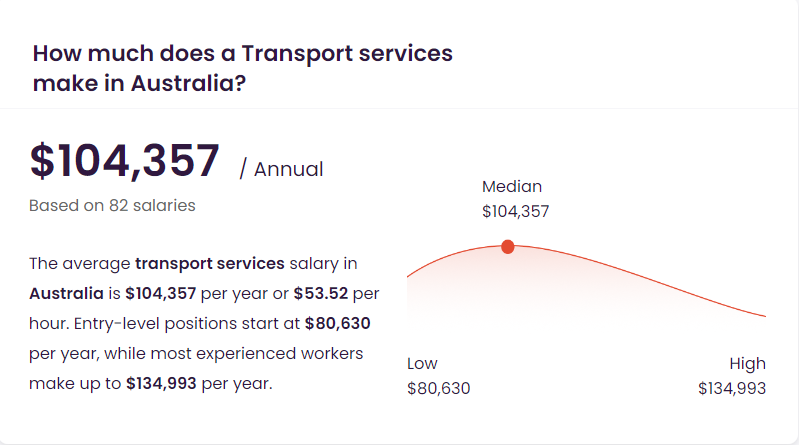 How much does a Transport services
make in Australia?
$104,357 / Annual
Based on 82 salaries
The average transport services salary in
Australia is $104,357 per year or $53.52 per
hour. Entry-level positions start at $80,630
per year, while most experienced workers
make up to $134,993 per year.
Median
$104,357
Low
$80,630
High
$134,993